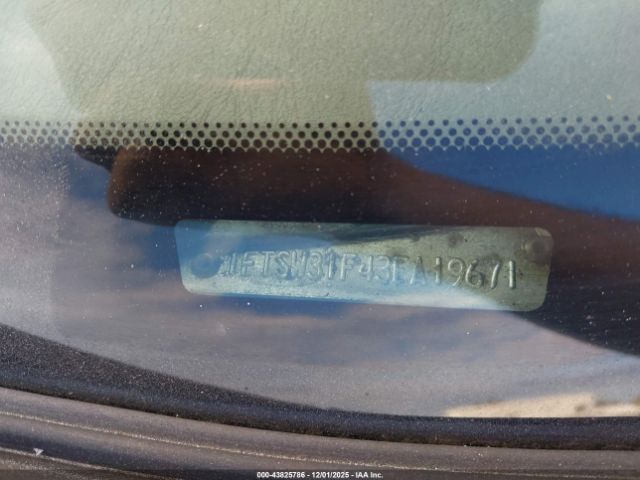 1FTSW31F43EA19671
000-43825786 - 12/01/2025 - IAA Inc.